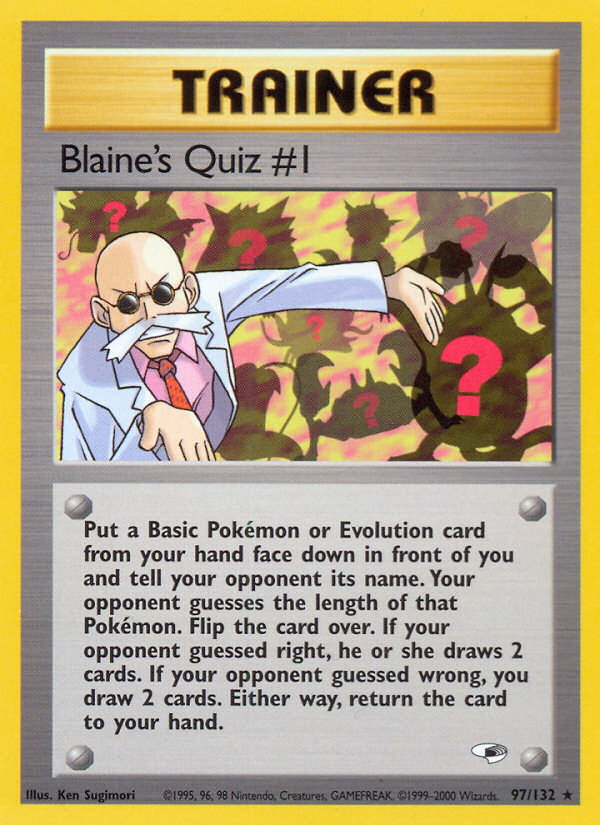 TRAINER
Blaine's Quiz #1
?
?
?
?
?
?
Put a Basic Pokémon or Evolution card
from your hand face down in front of you
and tell your opponent its name. Your
opponent guesses the length of that
Pokémon. Flip the card over. If your
opponent guessed right, he or she draws 2
cards. If your opponent guessed wrong, you
draw 2 cards. Either way, return the card
to your hand.
Illus. Ken Sugimori ©1995, 96, 98 Nintendo, Creatures, GAMEFREAK. ©1999–2000 Wizards. 97/132 ★